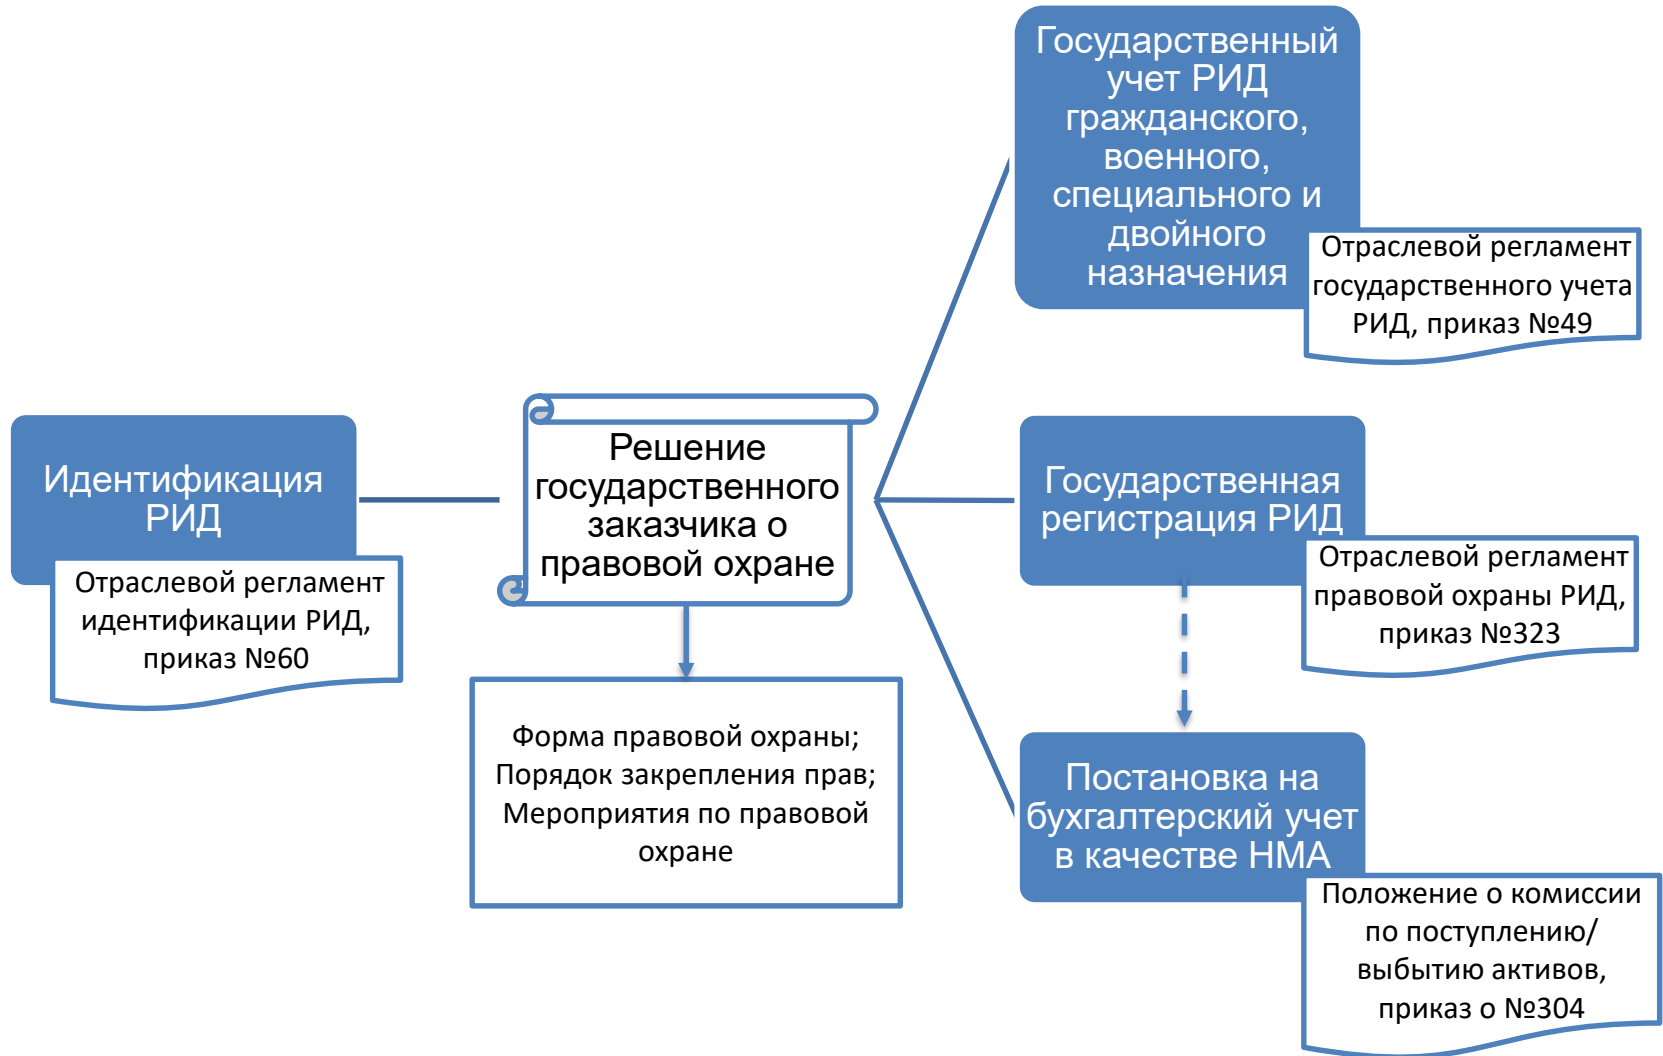 Идентификация
РИД
Отраслевой регламент
идентификации РИД,
приказ №60
Решение
государственного
заказчика о
правовой охране
Форма правовой охраны;
Порядок закрепления прав;
Мероприятия по правовой
охране
Государственный
учет РИД
гражданского,
военного,
специального и
двойного
назначения
Отраслевой регламент
государственного учета
РИД, приказ №49
Государственная
регистрация РИД
Отраслевой регламент
правовой охраны РИД,
приказ №323
Постановка на
бухгалтерский учет
в качестве НМА
Положение о комиссии
по поступлению/
выбытию активов,
приказ о №304